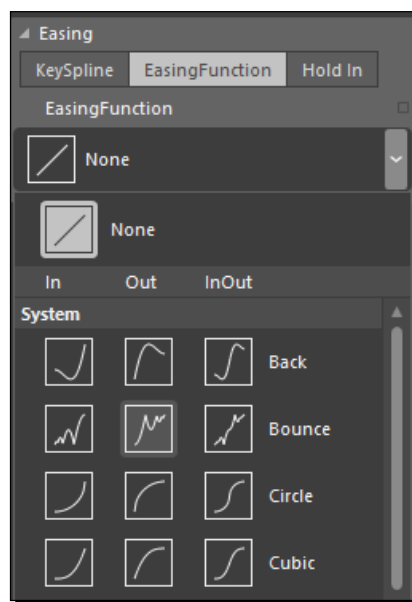 Easing
KeySpline EasingFunction Hold In
EasingFunction
None
None
In Out InOut
System
Back
Bounce
Circle
Cubic